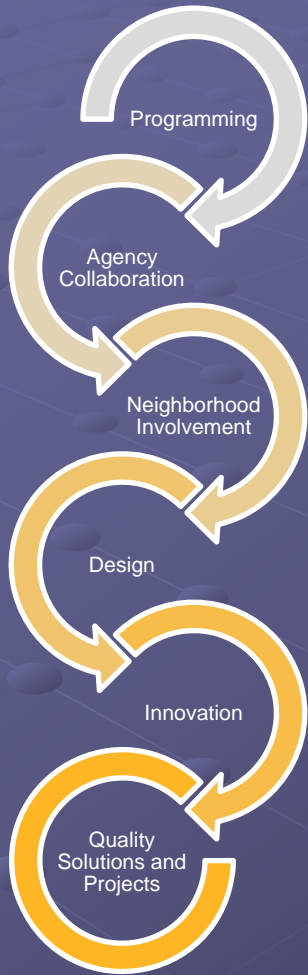 Programming
Agency
Collaboration
Neighborhood
Involvement
Design
Innovation
Quality
Solutions and
Projects